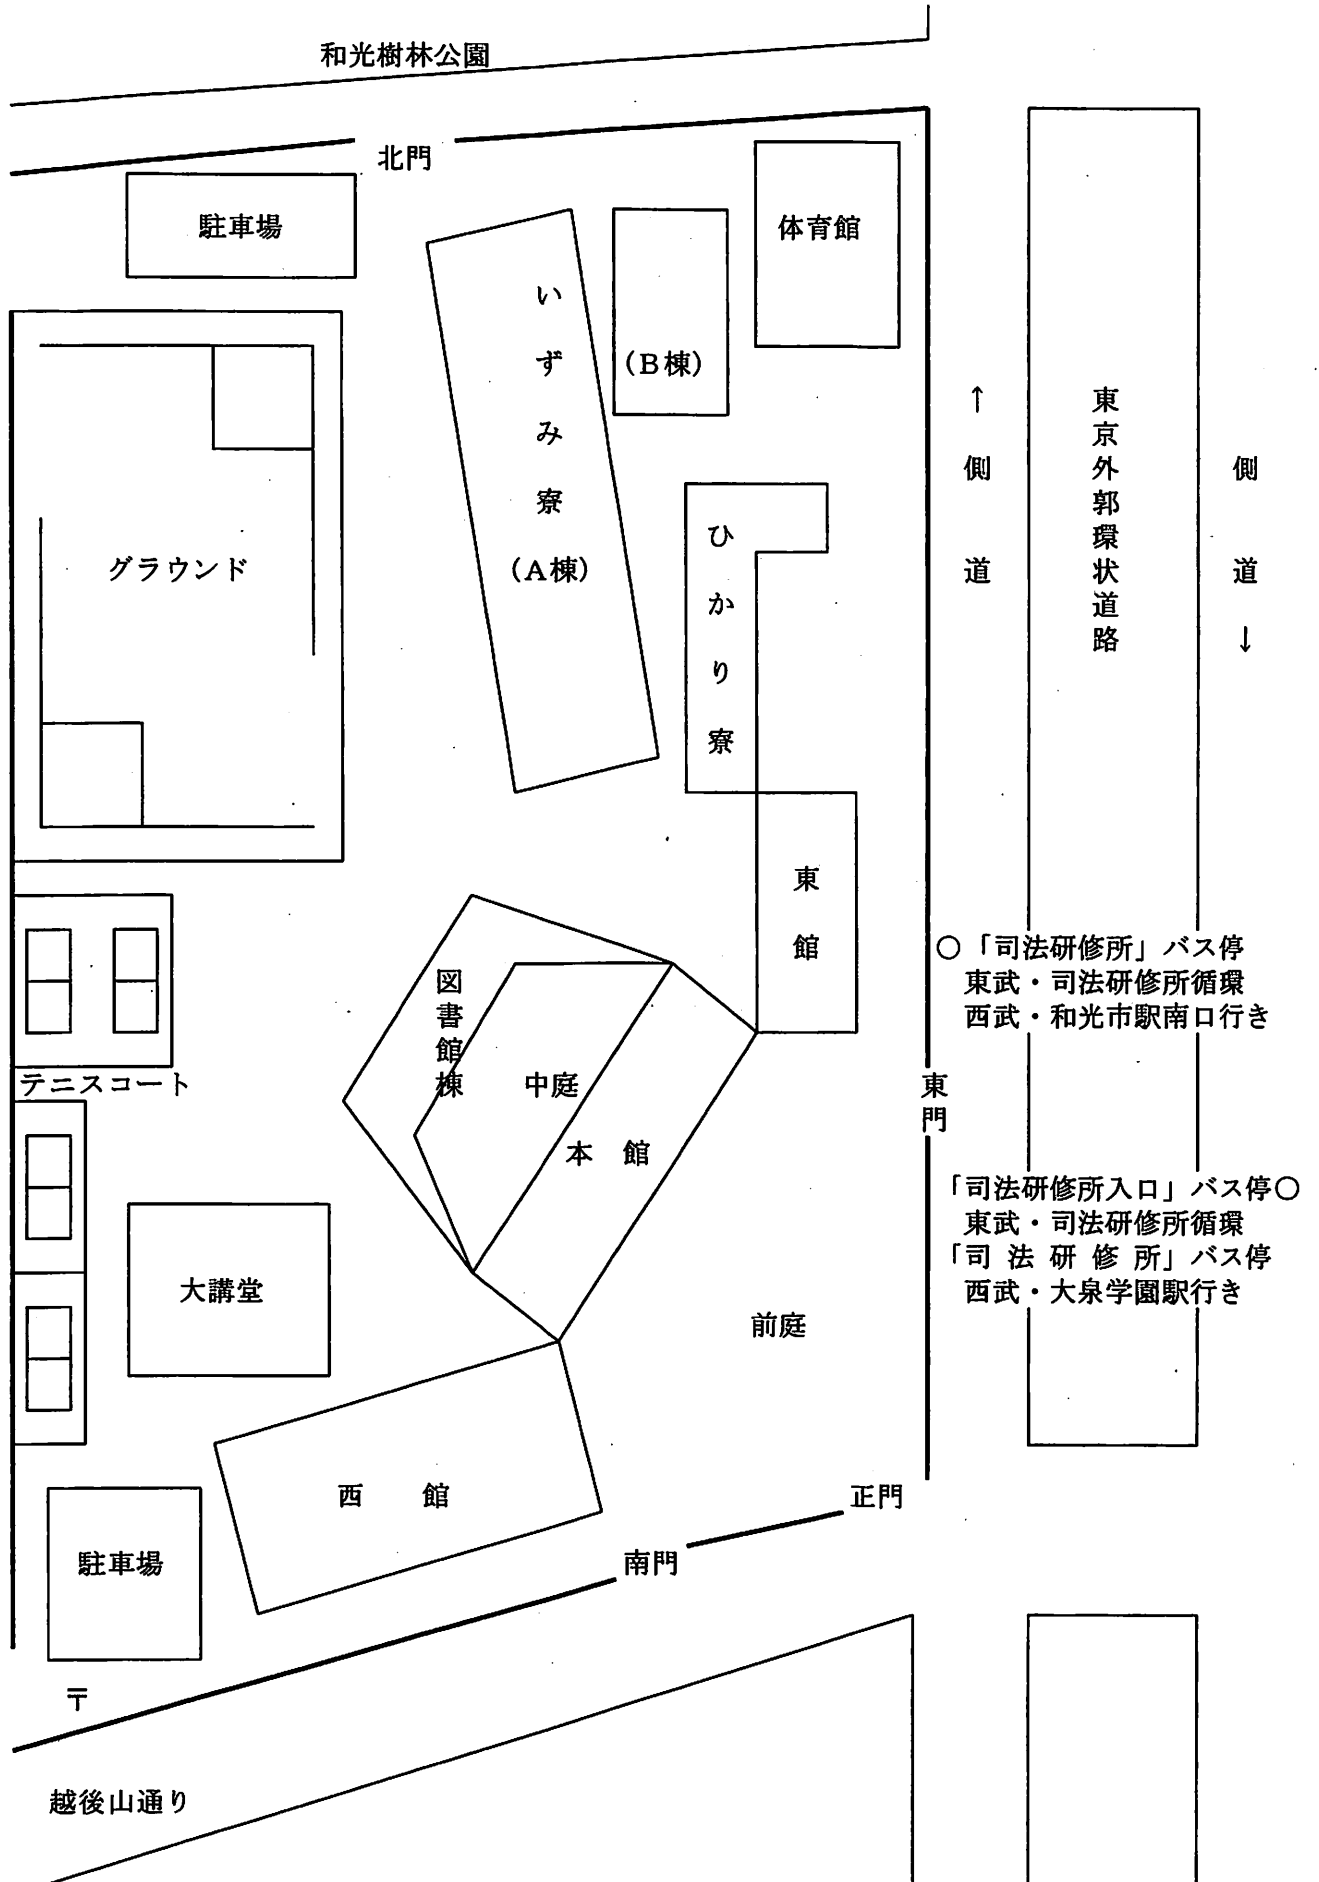 和光樹林公園
北門
駐車場
体育館
いずみ寮
(A棟)
(B棟)
グラウンド
ひかり寮
↑側道
東京外郭環状道路
側道↓
東館
○「司法研修所」バス停
東武・司法研修所循環
西武・和光市駅南口行き
図書館棟
中庭
本館
テニスコート
東門
「司法研修所入口」バス停○
東武・司法研修所循環
「司法研修所」バス停
西武・大泉学園駅行き
大講堂
前庭
西館
正門
南門
駐車場
〒
越後山通り